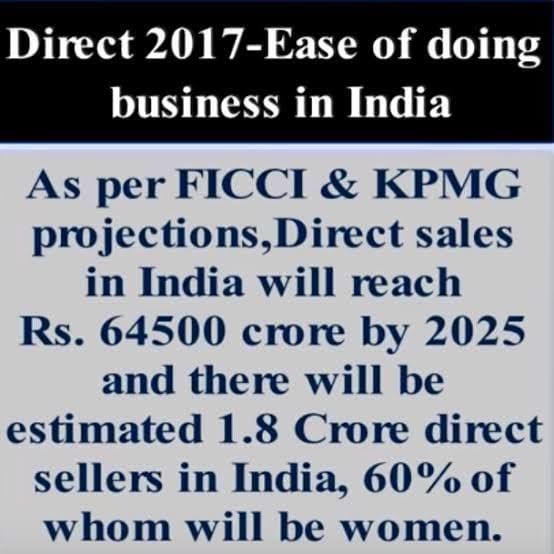 Direct 2017-Ease of doing
business in India
As per FICCI & KPMG
projections,Direct sales
in India will reach
Rs. 64500 crore by 2025
and there will be
estimated 1.8 Crore direct
sellers in India, 60% of
whom will be women.